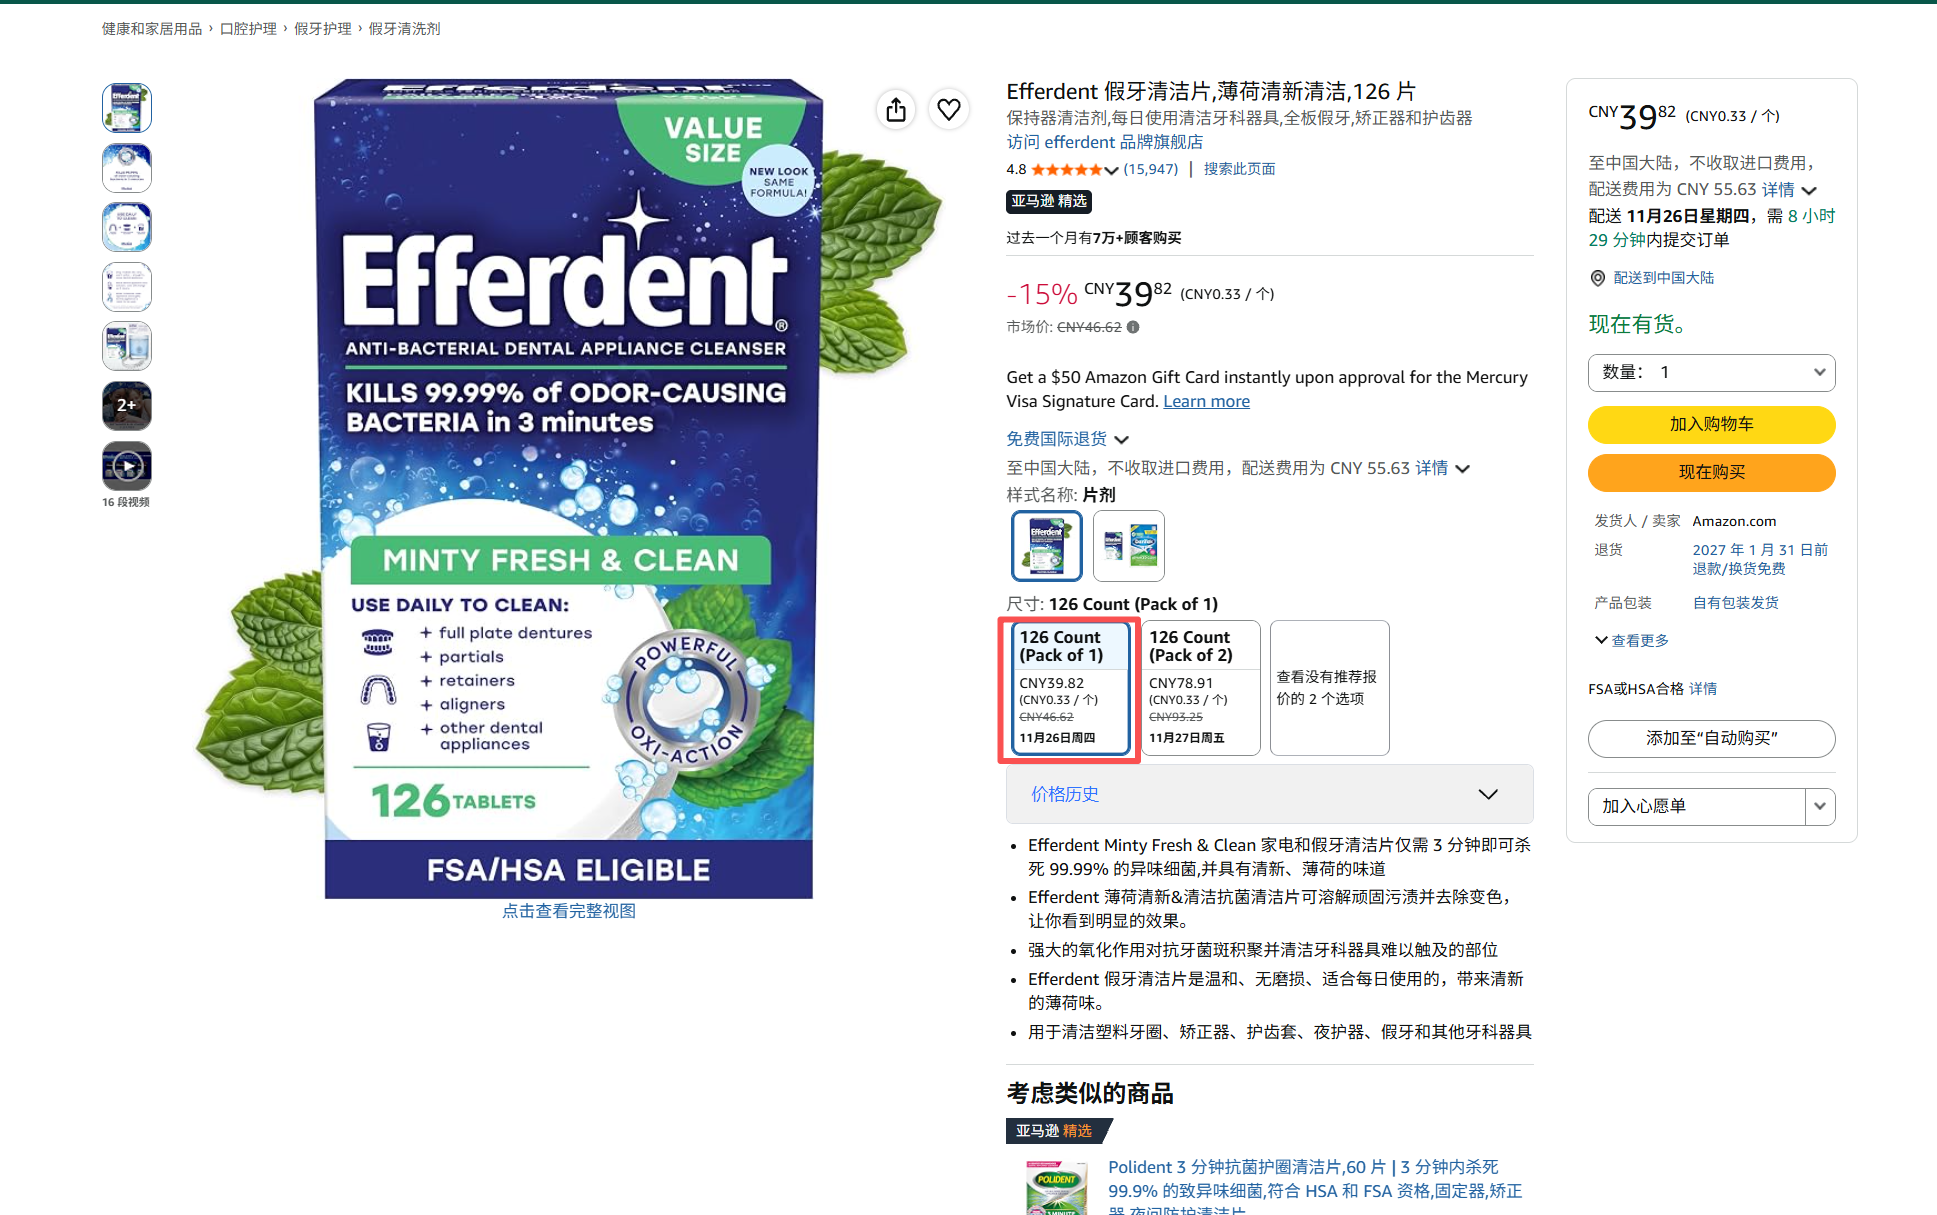 健康和家居用品 › 口腔护理 › 假牙护理 › 假牙清洗剂
2+
16 段视频
VALUE
SIZE
NEW LOOK
SAME
FORMULA!
Efferdent®
ANTI-BACTERIAL DENTAL APPLIANCE CLEANSER
KILLS 99.99% of ODOR-CAUSING
BACTERIA in 3 minutes
MINTY FRESH & CLEAN
USE DAILY TO CLEAN:
+ full plate dentures
+ partials
+ retainers
+ aligners
+ other dental
appliances
POWERFUL
OXI-ACTION
126 TABLETS
FSA/HSA ELIGIBLE
点击查看完整视图
Efferdent 假牙清洁片,薄荷清新清洁,126 片
保持器清洁剂,每日使用清洁牙科器具,全板假牙,矫正器和护齿器
访问 efferdent 品牌旗舰店
4.8 (15,947) | 搜索此页面
亚马逊 精选
过去一个月有7万+顾客购买
-15% CNY39 82 (CNY0.33 / 个)
市场价: CNY46.62
Get a $50 Amazon Gift Card instantly upon approval for the Mercury
Visa Signature Card. Learn more
免费国际退货
至中国大陆，不收取进口费用，配送费用为 CNY 55.63 详情
样式名称: 片剂
尺寸: 126 Count (Pack of 1)
126 Count
(Pack of 1)
CNY39.82
(CNY0.33 / 个)
CNY46.62
11月26日周四
126 Count
(Pack of 2)
CNY78.91
(CNY0.33 / 个)
CNY93.25
11月27日周五
查看没有推荐报
价的 2 个选项
价格历史
• Efferdent Minty Fresh & Clean 家电和假牙清洁片仅需 3 分钟即可杀
死 99.99% 的异味细菌,并具有清新、薄荷的味道
• Efferdent 薄荷清新&清洁抗菌清洁片可溶解顽固污渍并去除变色，
让你看到明显的效果。
• 强大的氧化作用对抗牙菌斑积聚并清洁牙科器具难以触及的部位
• Efferdent 假牙清洁片是温和、无磨损、适合每日使用的，带来清新
的薄荷味。
• 用于清洁塑料牙圈、矫正器、护齿套、夜护器、假牙和其他牙科器具
考虑类似的商品
亚马逊 精选
POLIDENT
Polident 3 分钟抗菌护圈清洁片,60 片 | 3 分钟内杀死
99.9% 的致异味细菌,符合 HSA 和 FSA 资格,固定器,矫正
器,夜间防护清洁片
CNY39 82 (CNY0.33 / 个)
至中国大陆，不收取进口费用，
配送费用为 CNY 55.63 详情
配送 11月26日星期四，需 8 小时
29 分钟内提交订单
配送到中国大陆
现在有货。
数量： 1
加入购物车
现在购买
发货人 / 卖家 Amazon.com
退货 2027 年 1 月 31 日前
退款/换货免费
产品包装 自有包装发货
查看更多
FSA或HSA合格 详情
添加至“自动购买”
加入心愿单